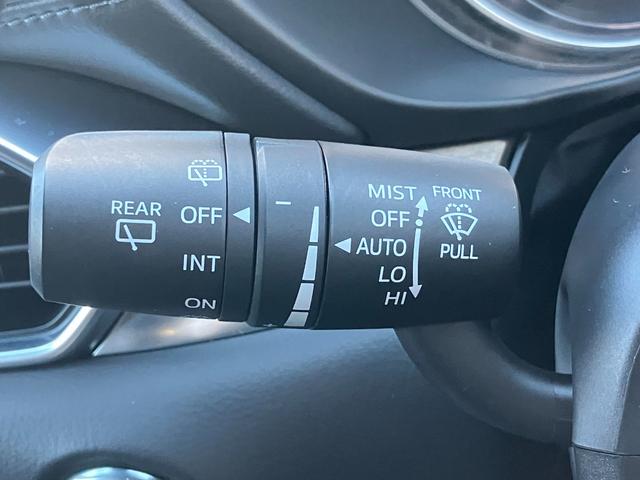 REAR
OFF
INT
ON
MIST
OFF
AUTO
LO
HI
FRONT
PULL